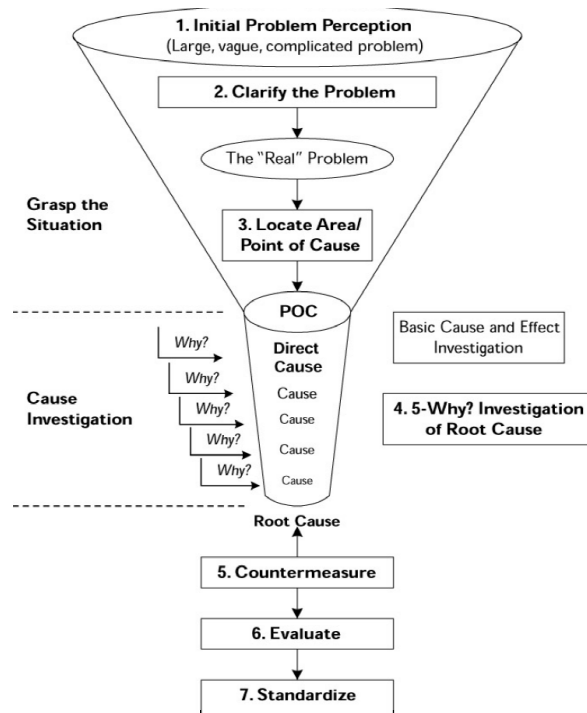 1. Initial Problem Perception
(Large, vague, complicated problem)
2. Clarify the Problem
The "Real" Problem
Grasp the
Situation
3. Locate Area/
Point of Cause
POC
Basic Cause and Effect
Investigation
Direct
Cause
Why?
Why?
Why?
Why?
Why?
Cause
Cause
Cause
Cause
Cause
Investigation
4. 5-Why? Investigation
of Root Cause
Root Cause
5. Countermeasure
6. Evaluate
7. Standardize